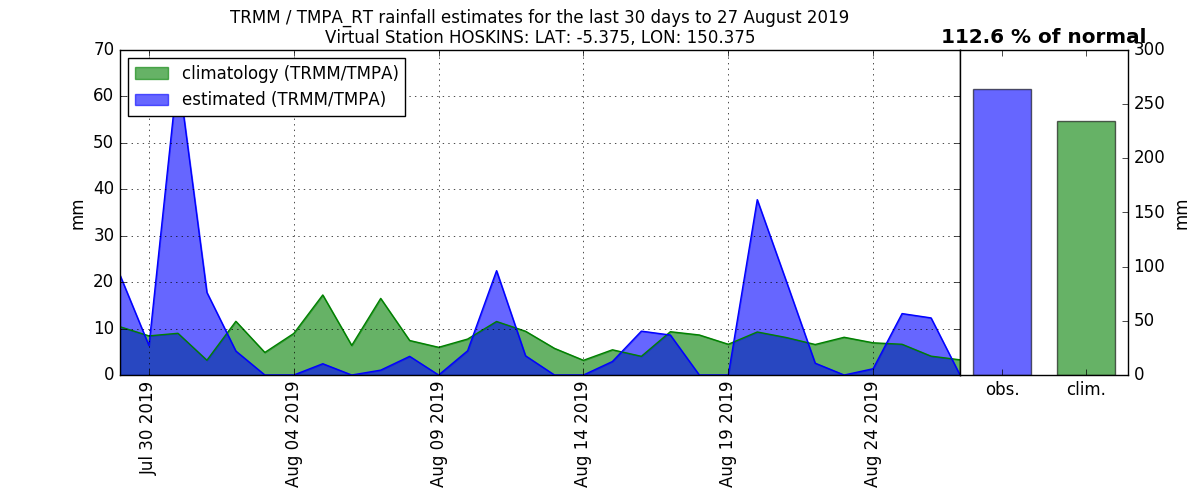 TRMM / TMPA_RT rainfall estimates for the last 30 days to 27 August 2019
Virtual Station HOSKINS: LAT: -5.375, LON: 150.375
112.6 % of normal
climatology (TRMM/TMPA)
estimated (TRMM/TMPA)
70
60
50
40
30
20
10
0
mm
Jul 30 2019
Aug 04 2019
Aug 09 2019
Aug 14 2019
Aug 19 2019
Aug 24 2019
300
250
200
150
100
50
0
mm
obs.
clim.